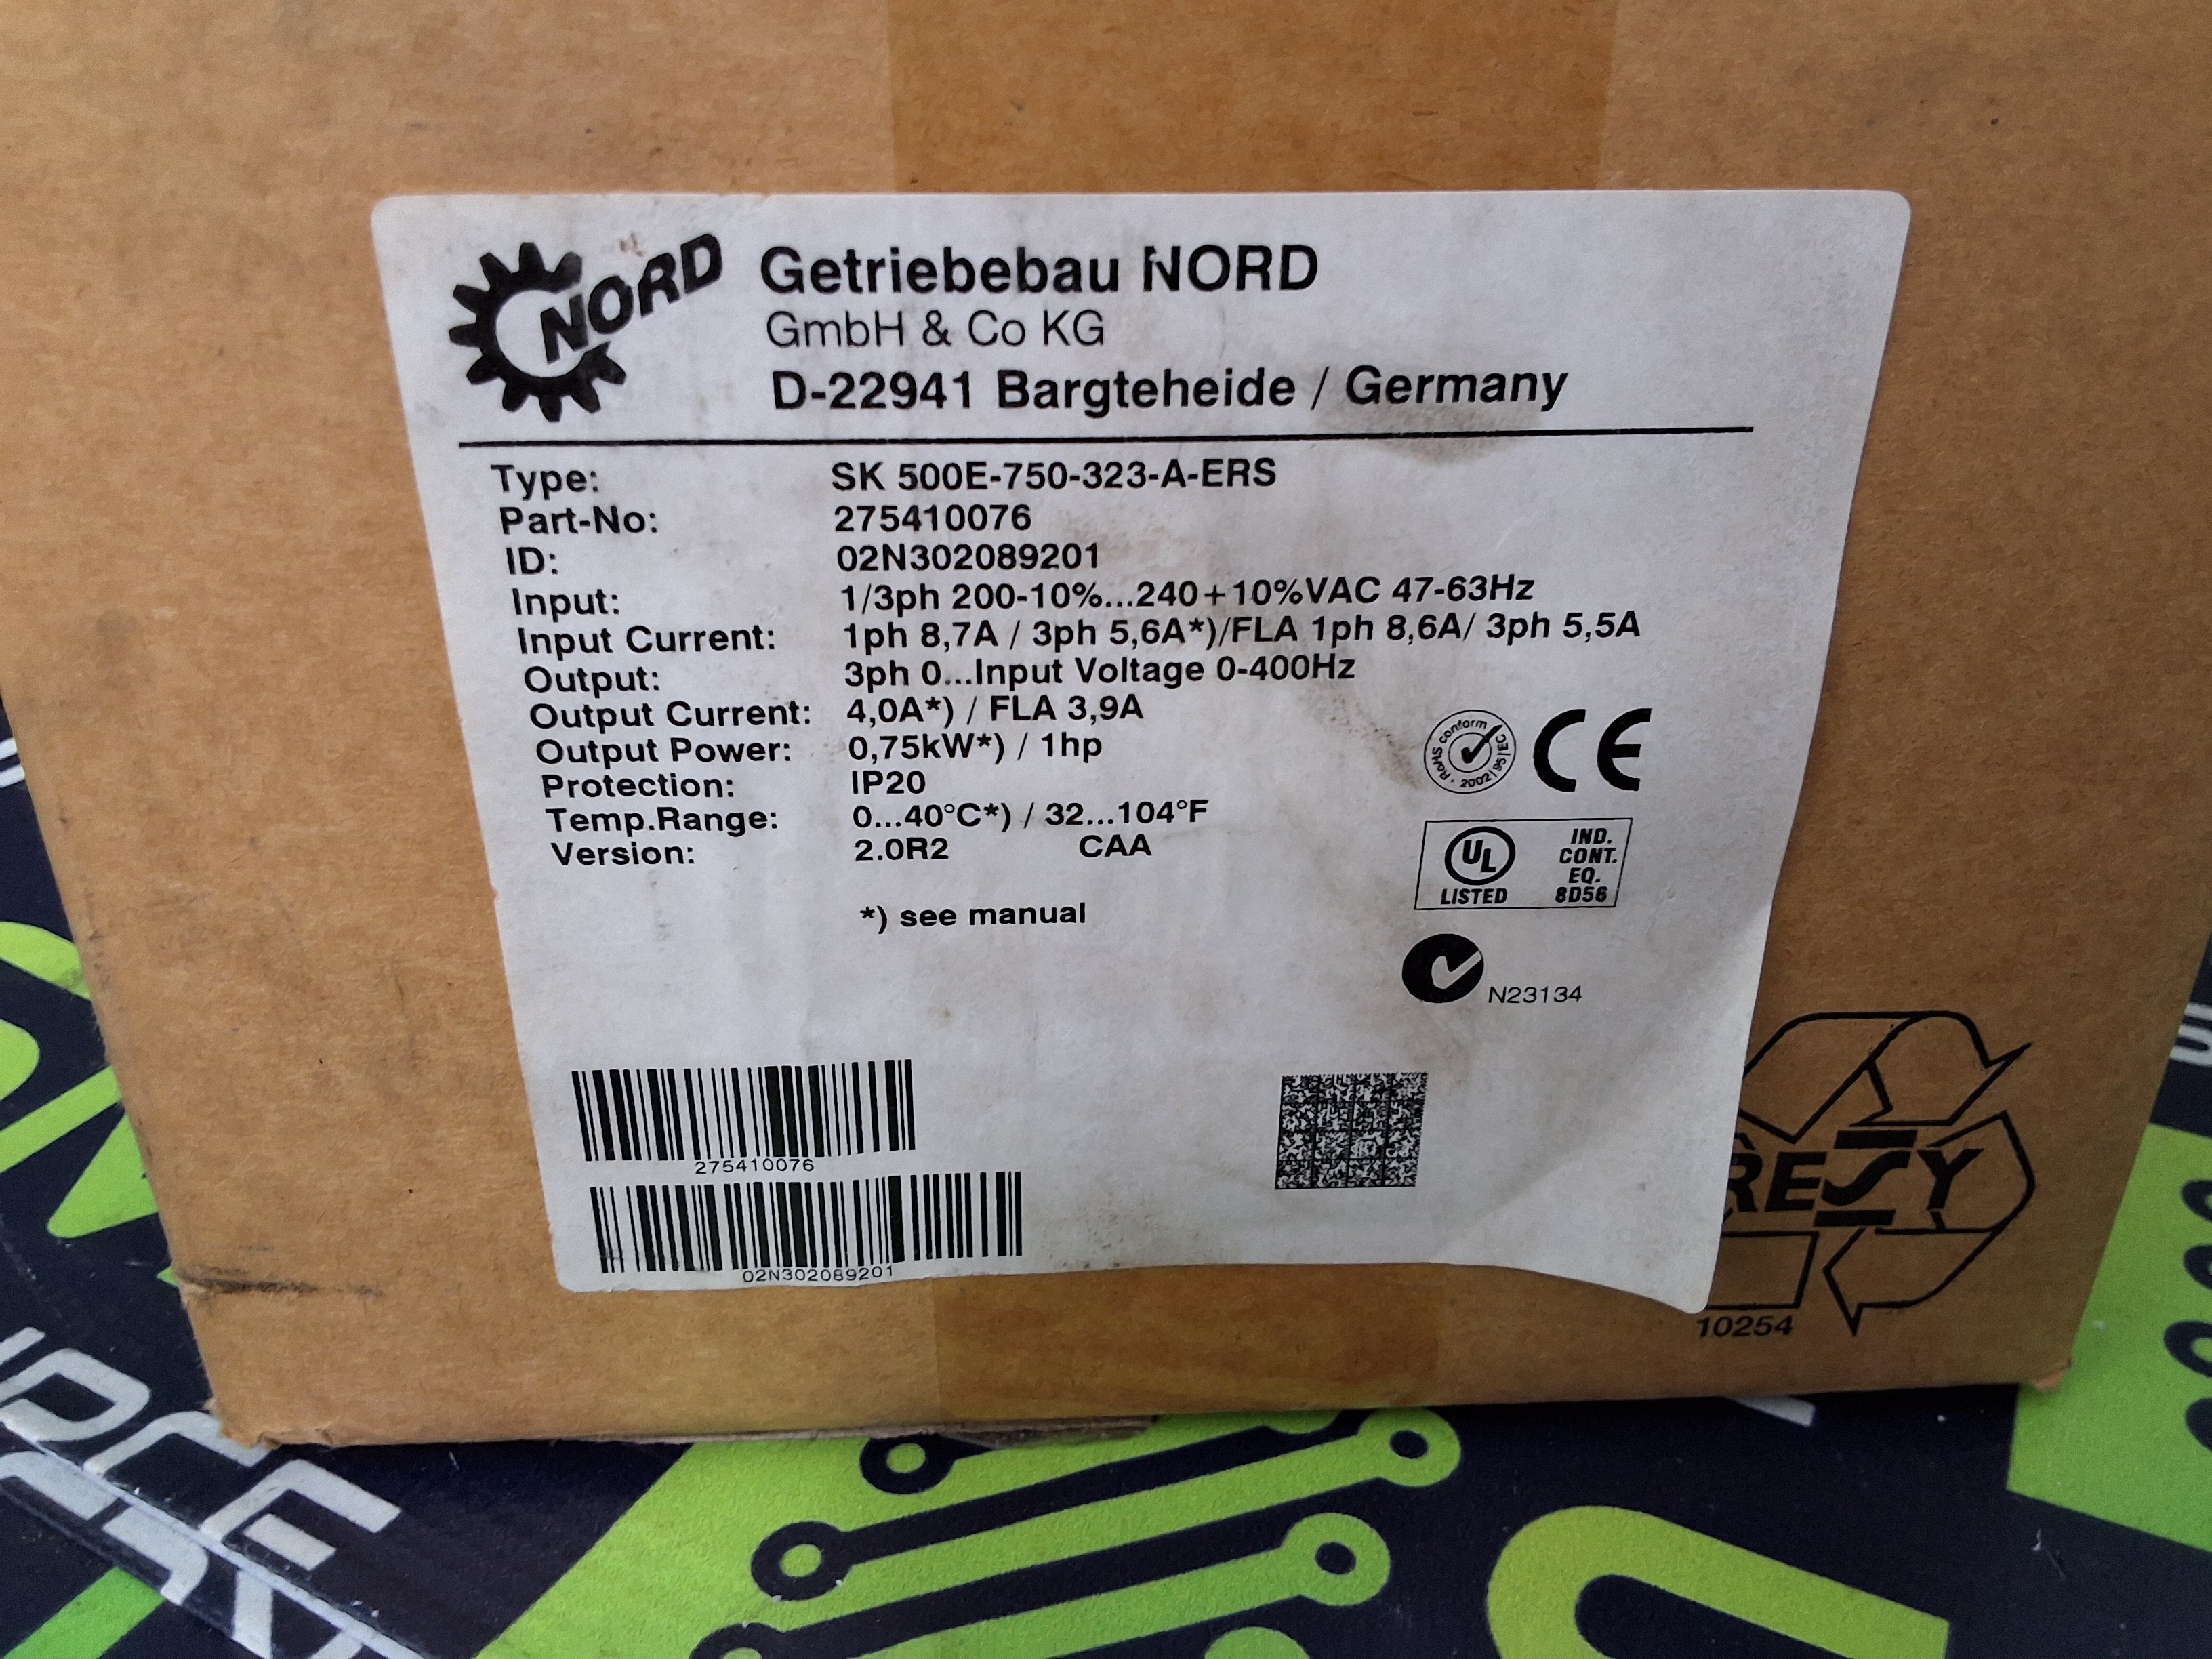 NORD
Getriebebau NORD
GmbH & Co KG
D-22941 Bargteheide / Germany
Type: SK 500E-750-323-A-ERS
Part-No: 275410076
ID: 02N302089201
Input: 1/3ph 200-10%...240+10%VAC 47-63Hz
Input Current: 1ph 8,7A / 3ph 5,6A*)/FLA 1ph 8,6A/ 3ph 5,5A
Output: 3ph 0...Input Voltage 0-400Hz
Output Current: 4,0A*) / FLA 3,9A
Output Power: 0,75kW*) / 1hp
Protection: IP20
Temp.Range: 0...40°C*) / 32...104°F
Version: 2.0R2 CAA
*) see manual
RoHS conform
2002/95/EC
CE
UL
LISTED
IND.
CONT.
EQ.
8D56
N23134
275410076
02N302089201
RESY
10254